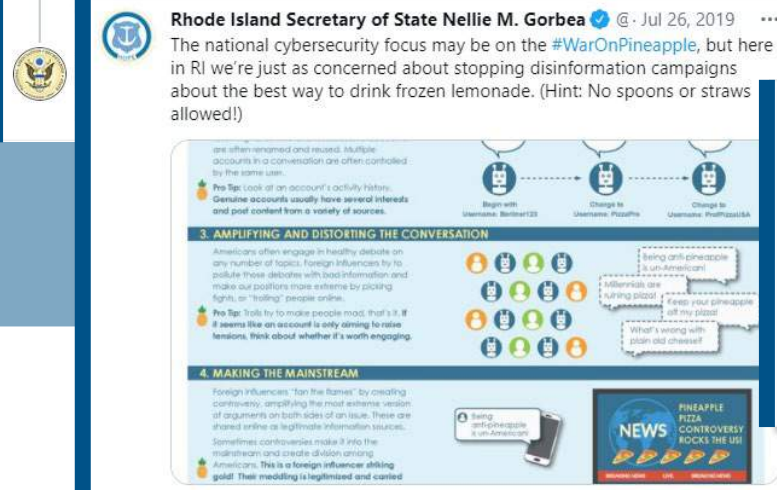 Rhode Island Secretary of State Nellie M. Gorbea @ · Jul 26, 2019 ...
The national cybersecurity focus may be on the #WarOnPineapple, but here
in RI we're just as concerned about stopping disinformation campaigns
about the best way to drink frozen lemonade. (Hint: No spoons or straws
allowed!)
HOPE
are often renamed and reused. Multiple
accounts in a conversation are often controlled
by the same user.
Pro Tip: Look at an account's activity history.
Genuine accounts usually have several interests
and post content from a variety of sources.
Begin with
Username: Berliner123
Change to
Username: PizzaPro
Change to
Username: ProfPizzaUSA
3. AMPLIFYING AND DISTORTING THE CONVERSATION
Americans often engage in healthy debate on
any number of topics. Foreign influencers try to
pollute those debates with bad information and
make our positions more extreme by picking
fights, or "trolling" people online.
Pro Tip: Trolls try to make people mad, that's it. If
it seems like an account is only aiming to raise
tensions, think about whether it's worth engaging.
Being anti-pineapple
is un-American!
Millennials are
ruining pizza!
Keep your pineapple
off my pizza!
What's wrong with
plain old cheese?
4. MAKING THE MAINSTREAM
Foreign influencers "fan the flames" by creating
controversy, amplifying the most extreme version
of arguments on both sides of an issue. These are
shared online as legitimate information sources.
Sometimes controversies make it into the
mainstream and create division among
Americans. This is a foreign influencer striking
gold! Their meddling is legitimized and carried
Being
anti-pineapple
is un-American!
NEWS
PINEAPPLE
PIZZA
CONTROVERSY
ROCKS THE US!
BREAKING NEWS LIVE BREAKING NEWS